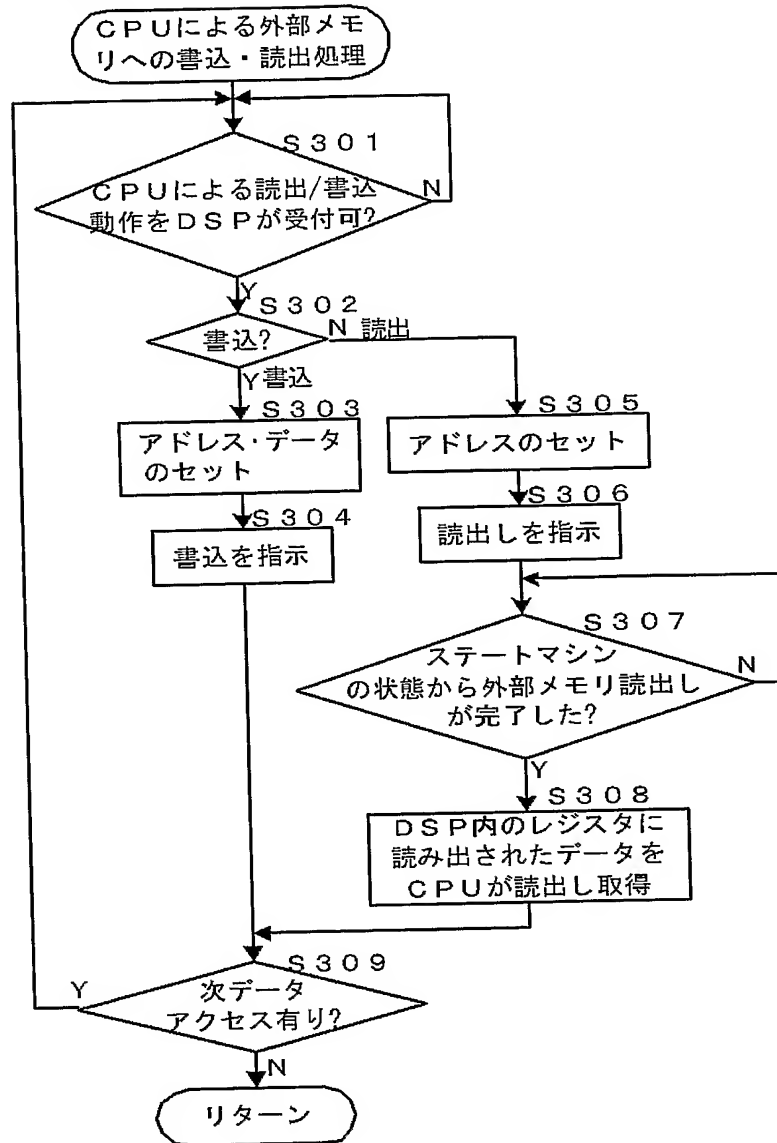 CPUによる外部メモ
リへの書込・読出処理
S301
CPUによる読出/書込
動作をDSPが受付可?
N
Y
S302
書込?
N 読出
Y書込
S303
アドレス・データ
のセット
S305
アドレスのセット
S304
書込を指示
S306
読出しを指示
S307
ステートマシン
の状態から外部メモリ読出し
が完了した?
N
Y
S308
DSP内のレジスタに
読み出されたデータを
CPUが読出し取得
S309
次データ
アクセス有り?
Y
N
リターン